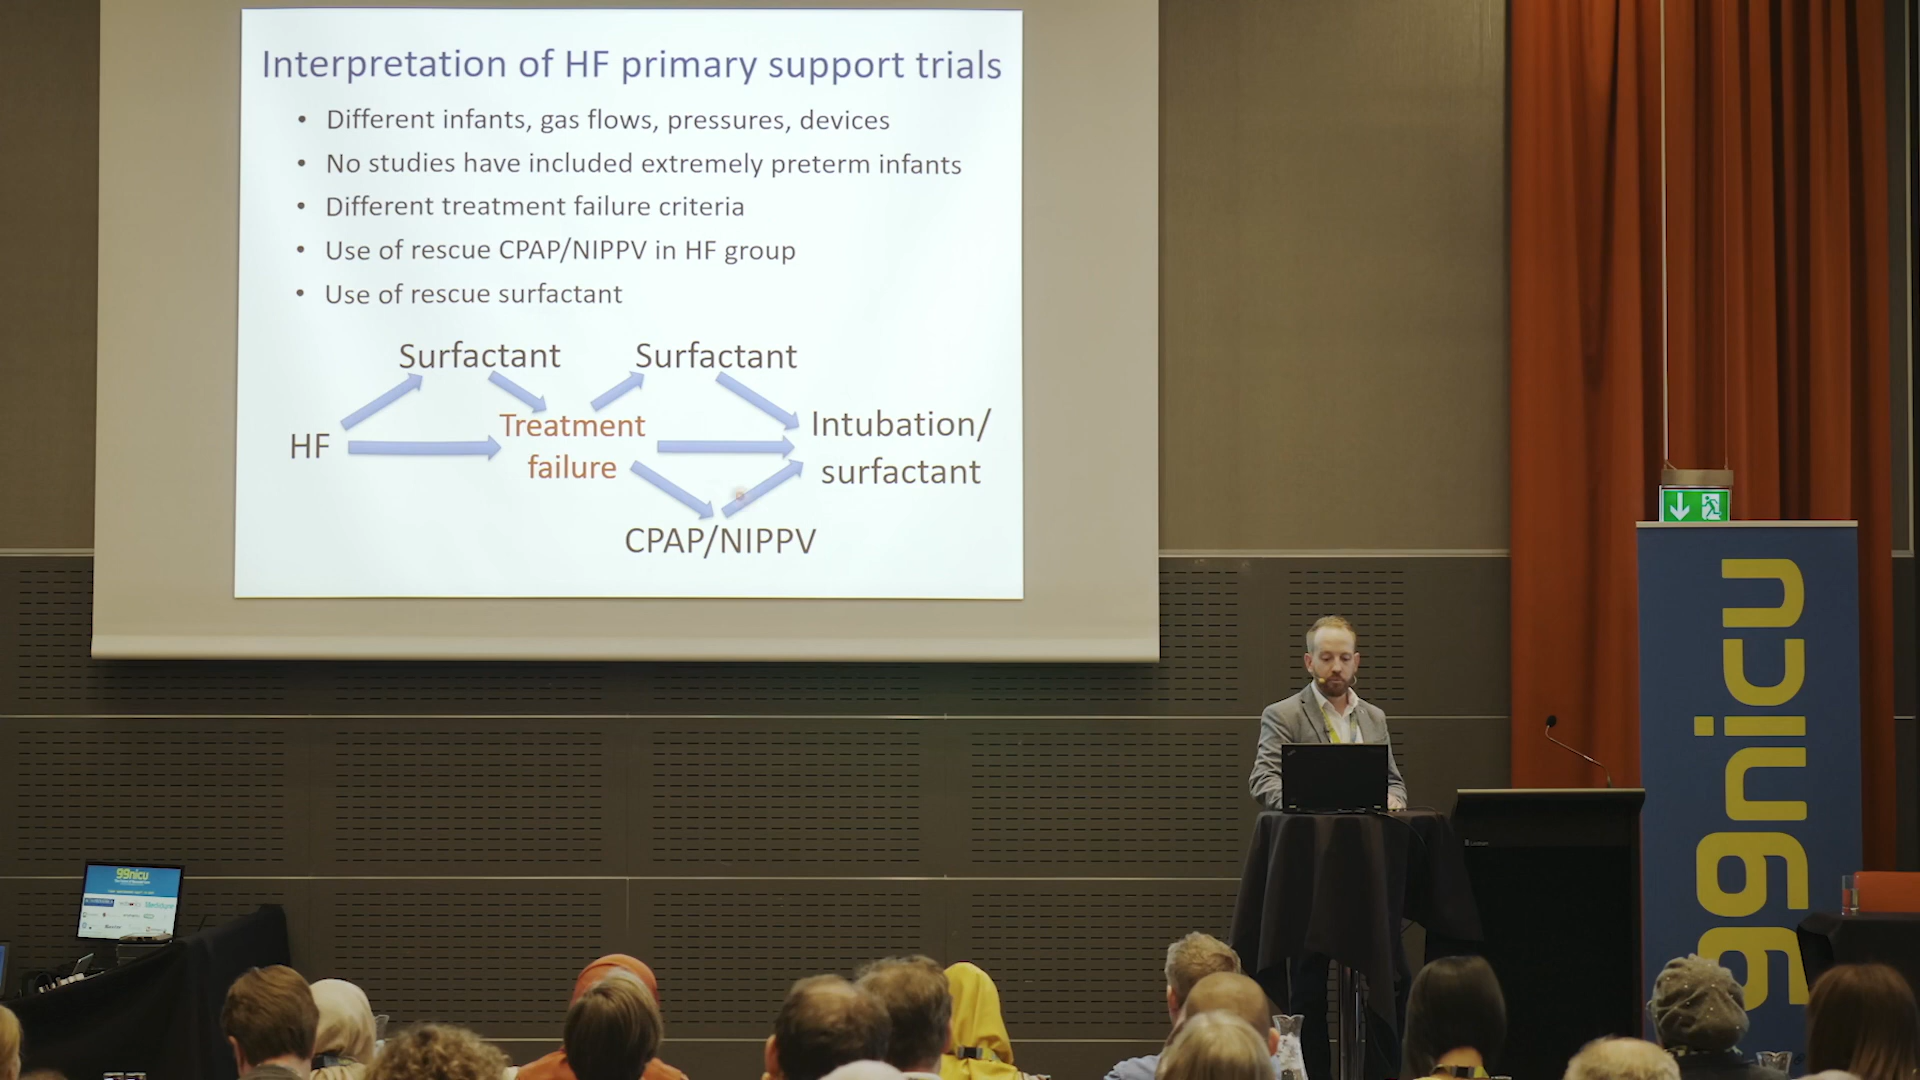 Interpretation of HF primary support trials
• Different infants, gas flows, pressures, devices
• No studies have included extremely preterm infants
• Different treatment failure criteria
• Use of rescue CPAP/NIPPV in HF group
• Use of rescue surfactant
Surfactant
Surfactant
HF
Treatment
failure
Intubation/
surfactant
CPAP/NIPPV
99nicu
99nicu